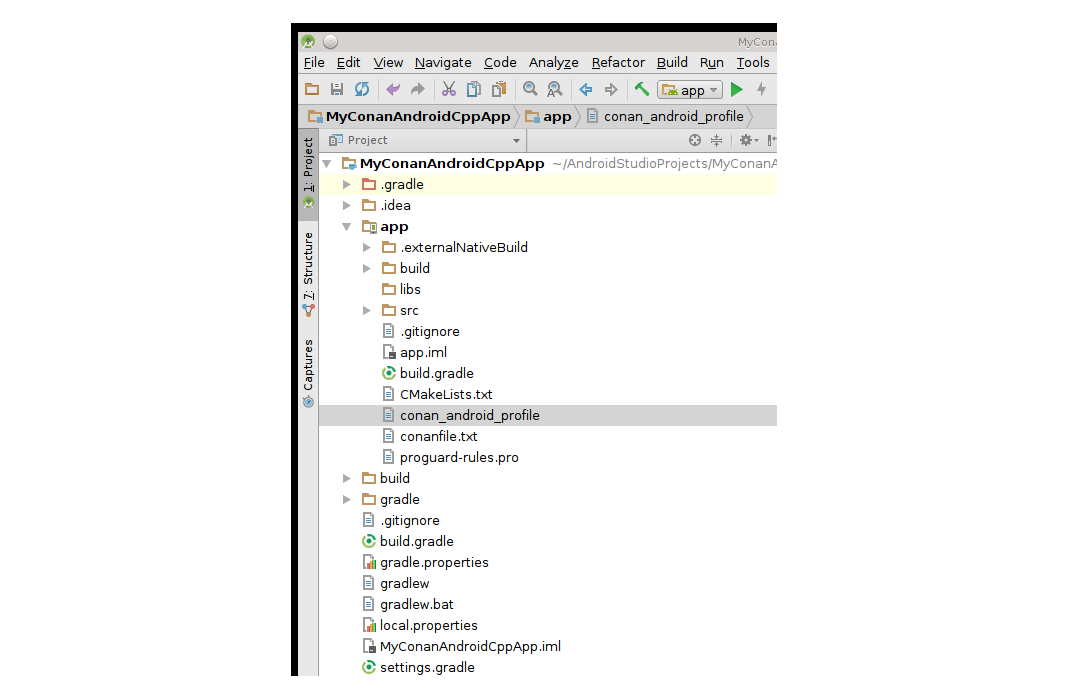 MyCona
File Edit View Navigate Code Analyze Refactor Build Run Tools
app
MyConanAndroidCppApp app conan_android_profile
Project
1: Project
7: Structure
Captures
MyConanAndroidCppApp ~/AndroidStudioProjects/MyConanA
.gradle
.idea
app
.externalNativeBuild
build
libs
src
.gitignore
app.iml
build.gradle
CMakeLists.txt
conan_android_profile
conanfile.txt
proguard-rules.pro
build
gradle
.gitignore
build.gradle
gradle.properties
gradlew
gradlew.bat
local.properties
MyConanAndroidCppApp.iml
settings.gradle